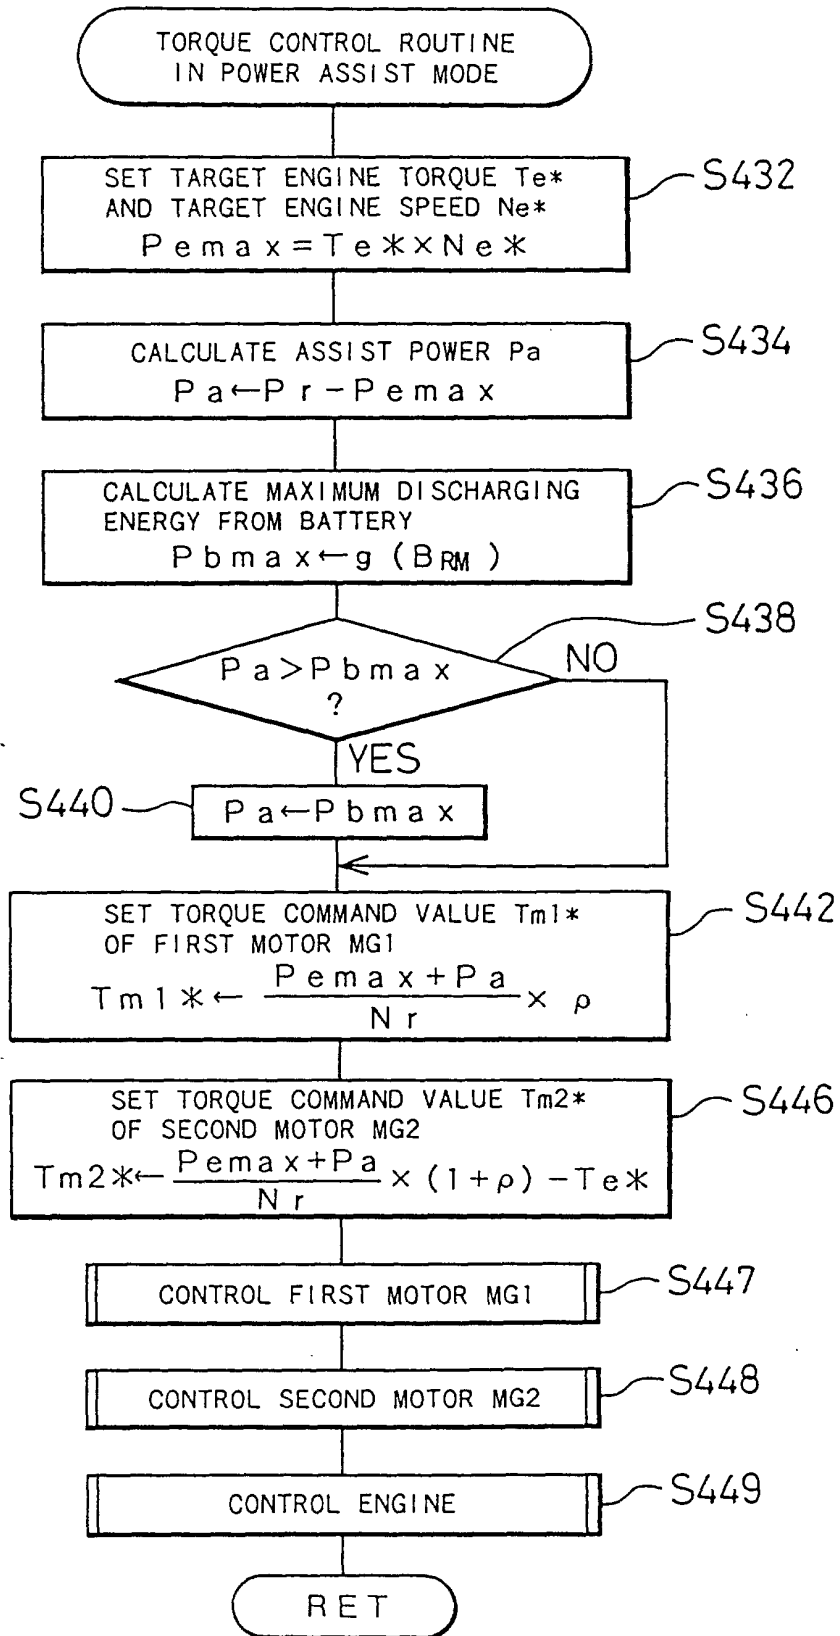 TORQUE CONTROL ROUTINE
IN POWER ASSIST MODE
SET TARGET ENGINE TORQUE Te*
AND TARGET ENGINE SPEED Ne*
Pemax=Te*×Ne*
S432
CALCULATE ASSIST POWER Pa
Pa←Pr-Pemax
S434
CALCULATE MAXIMUM DISCHARGING
ENERGY FROM BATTERY
Pbmax←g (BRM)
S436
S438
Pa>Pbmax
?
NO
YES
S440
Pa←Pbmax
SET TORQUE COMMAND VALUE Tm1*
OF FIRST MOTOR MG1
Tm1*← Pemax+Pa / Nr × ρ
S442
SET TORQUE COMMAND VALUE Tm2*
OF SECOND MOTOR MG2
Tm2*← Pemax+Pa / Nr × (1+ρ) -Te*
S446
CONTROL FIRST MOTOR MG1
S447
CONTROL SECOND MOTOR MG2
S448
CONTROL ENGINE
S449
RET